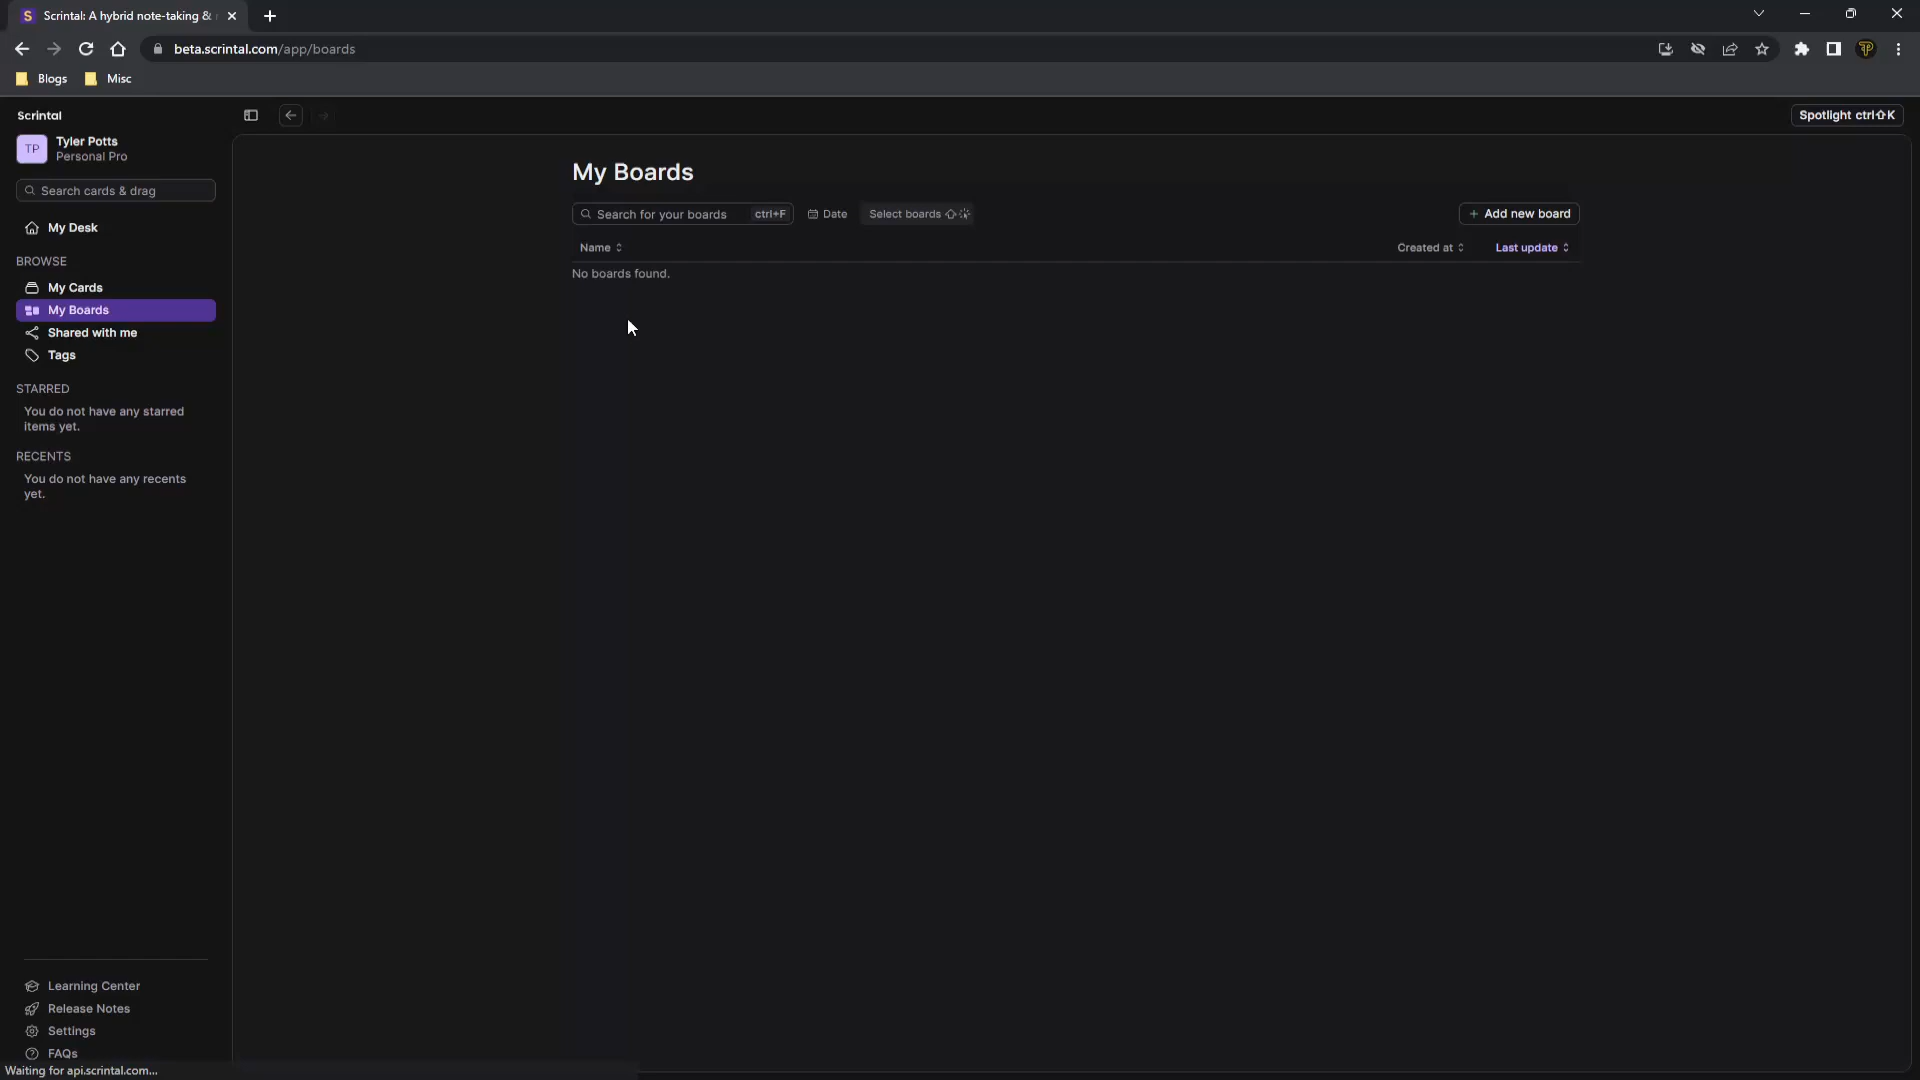 Scrintal: A hybrid note-taking &
beta.scrintal.com/app/boards
Blogs
Misc
Scrintal
Spotlight ctrl⇧K
TP
Tyler Potts
Personal Pro
Search cards & drag
My Desk
BROWSE
My Cards
My Boards
Shared with me
Tags
STARRED
You do not have any starred
items yet.
RECENTS
You do not have any recents
yet.
My Boards
Search for your boards ctrl+F
Date
Select boards
+ Add new board
Name
Created at
Last update
No boards found.
Learning Center
Release Notes
Settings
FAQs
Waiting for api.scrintal.com...